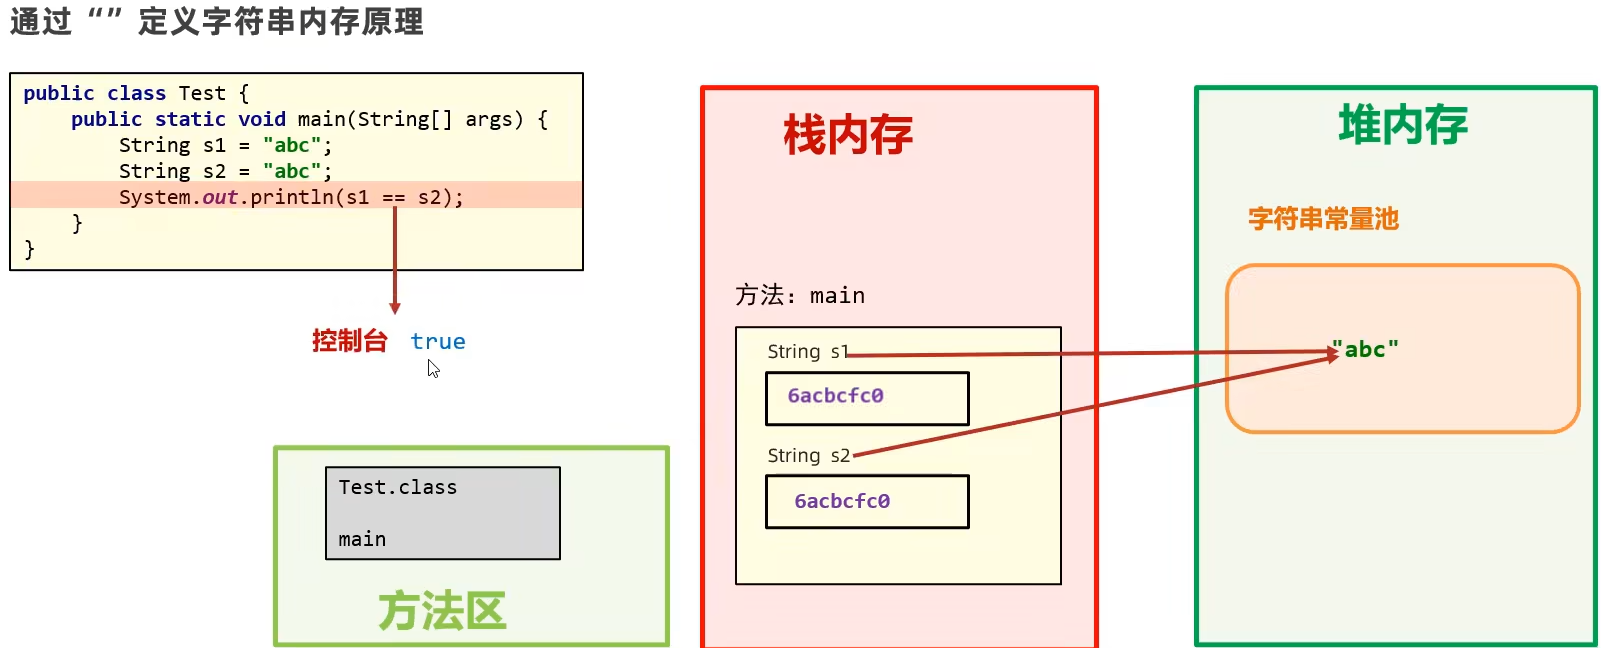 通过 “” 定义字符串内存原理
public class Test {
public static void main(String[] args) {
String s1 = "abc";
String s2 = "abc";
System.out.println(s1 == s2);
}
}
控制台 true
Test.class
main
方法区
栈内存
方法：main
String s1
6acbcfc0
String s2
6acbcfc0
堆内存
字符串常量池
"abc"